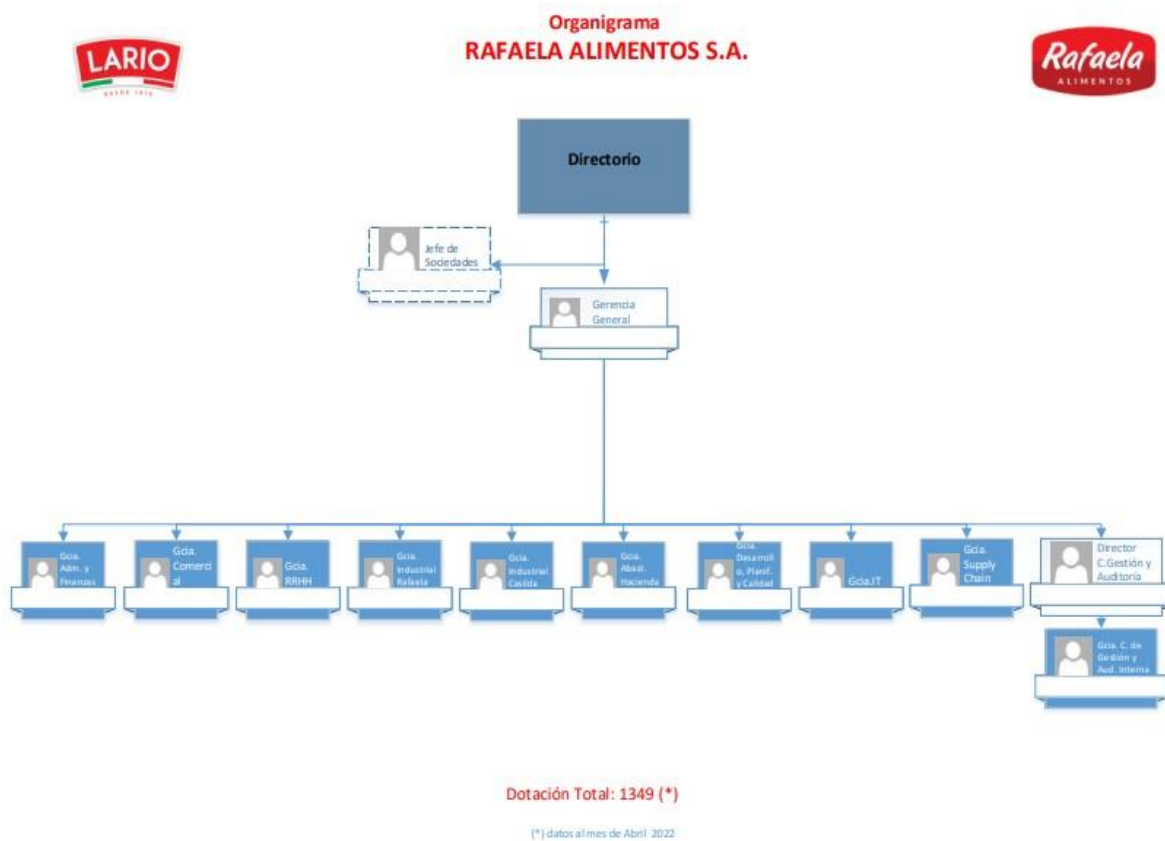 Organigrama
RAFAELA ALIMENTOS S.A.
LARIO
DESDE 1915
Rafaela
ALIMENTOS
Directorio
Jefe de
Sociedades
Gerencia
General
Gcia.
Adm. y
Finanzas
Gcia.
Comerci
al
Gcia.
RRHH
Gcia.
Industrial
Rafaela
Gcia.
Industrial
Casilda
Gcia.
Abast.
Hacienda
Gcia.
Desarroll
o, Planif.
y Calidad
Gcia.IT
Gcia.
Supply
Chain
Director
C.Gestión y
Auditoría
Gcia. C. de
Gestión y
Aud. Interna
Dotación Total: 1349 (*)
(*) datos al mes de Abril 2022